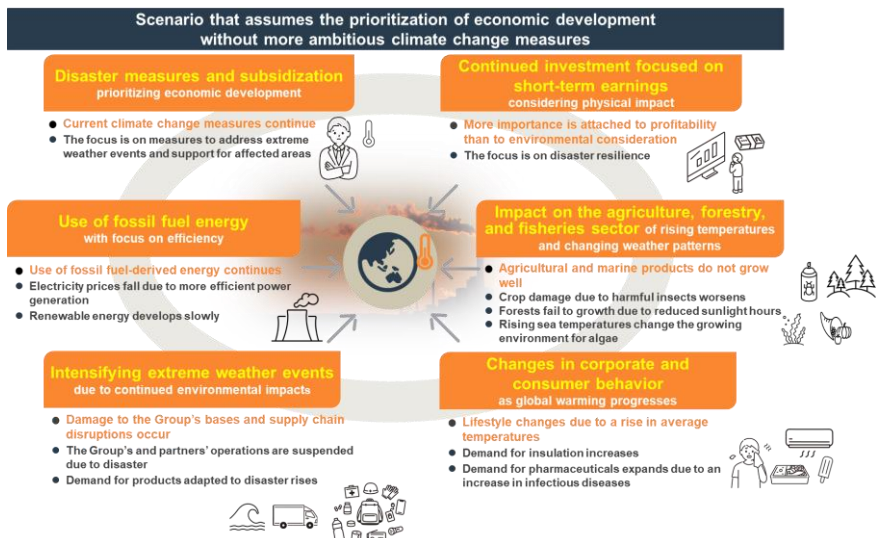 Scenario that assumes the prioritization of economic development
without more ambitious climate change measures
Disaster measures and subsidization
prioritizing economic development
● Current climate change measures continue
● The focus is on measures to address extreme
weather events and support for affected areas
Continued investment focused on
short-term earnings
considering physical impact
● More importance is attached to profitability
than to environmental consideration
● The focus is on disaster resilience
Use of fossil fuel energy
with focus on efficiency
● Use of fossil fuel-derived energy continues
● Electricity prices fall due to more efficient power
generation
● Renewable energy develops slowly
Impact on the agriculture, forestry,
and fisheries sector of rising temperatures
and changing weather patterns
● Agricultural and marine products do not grow
well
● Crop damage due to harmful insects worsens
● Forests fail to growth due to reduced sunlight hours
● Rising sea temperatures change the growing
environment for algae
Intensifying extreme weather events
due to continued environmental impacts
● Damage to the Group's bases and supply chain
disruptions occur
● The Group's and partners' operations are suspended
due to disaster
● Demand for products adapted to disaster rises
Changes in corporate and
consumer behavior
as global warming progresses
● Lifestyle changes due to a rise in average
temperatures
● Demand for insulation increases
● Demand for pharmaceuticals expands due to an
increase in infectious diseases